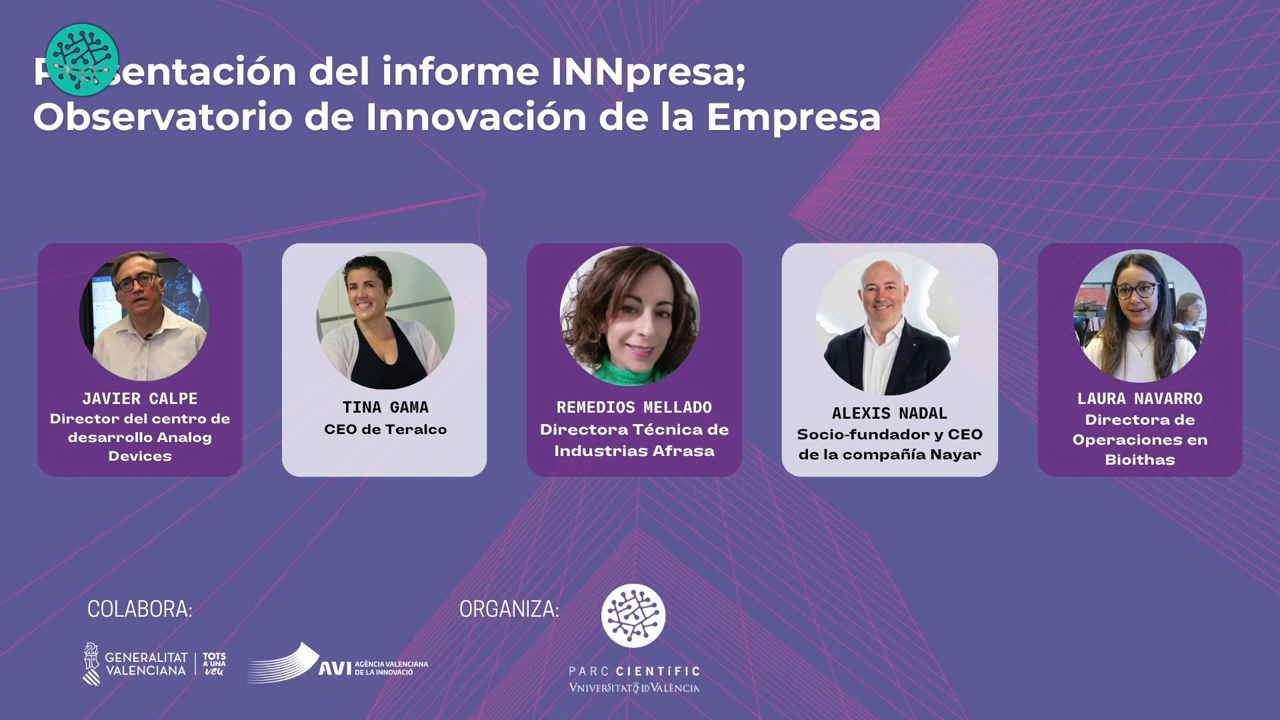 Presentación del informe INNpresa;
Observatorio de Innovación de la Empresa
JAVIER CALPE
Director del centro de
desarrollo Analog
Devices
TINA GAMA
CEO de Teralco
REMEDIOS MELLADO
Directora Técnica de
Industrias Afrasa
ALEXIS NADAL
Socio-fundador y CEO
de la compañía Nayar
LAURA NAVARRO
Directora de
Operaciones en
Bioithas
COLABORA:
GENERALITAT
VALENCIANA
TOTS
A UNA
veu
AVI
AGÈNCIA VALENCIANA
DE LA INNOVACIÓ
ORGANIZA:
PARC CIENTÍFIC
VNIVERSITAT ID VALÈNCIA